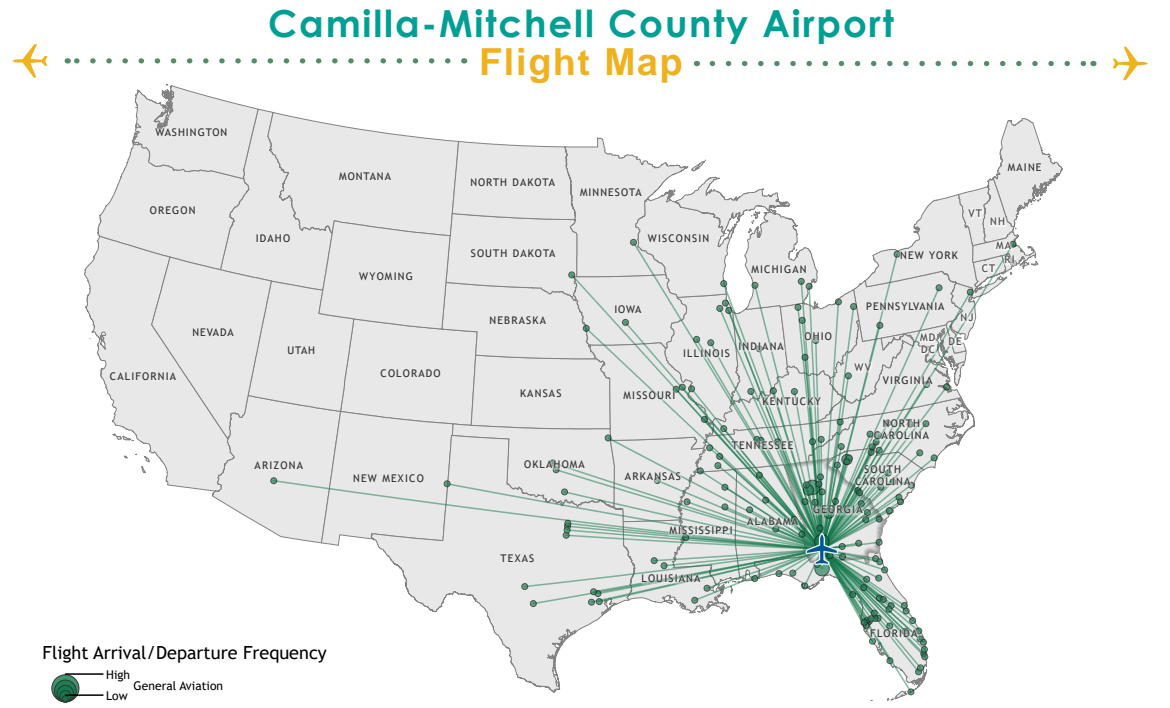 Camilla-Mitchell County Airport
Flight Map
WASHINGTON
MAINE
MONTANA
NORTH DAKOTA
MINNESOTA
OREGON
VT
NH
IDAHO
WISCONSIN
MA
SOUTH DAKOTA
NEW YORK
RI
WYOMING
MICHIGAN
CT
PENNSYLVANIA
IOWA
NEBRASKA
NJ
NEVADA
OHIO
MD
DE
INDIANA
DC
UTAH
ILLINOIS
WV
CALIFORNIA
COLORADO
VIRGINIA
KANSAS
MISSOURI
KENTUCKY
NORTH
CAROLINA
TENNESSEE
ARIZONA
OKLAHOMA
SOUTH
CAROLINA
NEW MEXICO
ARKANSAS
GEORGIA
ALABAMA
MISSISSIPPI
TEXAS
LOUISIANA
FLORIDA
Flight Arrival/Departure Frequency
High
General Aviation
Low